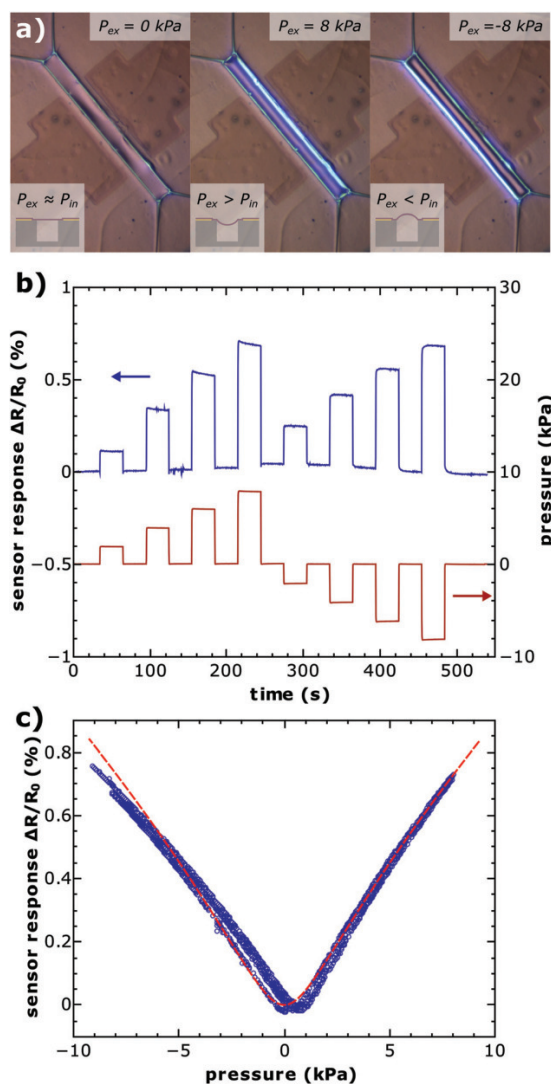 a)
P_ex = 0 kPa
P_ex = 8 kPa
P_ex =-8 kPa
P_ex ≈ P_in
P_ex > P_in
P_ex < P_in
b)
1
0.5
0
−0.5
−1
sensor response ΔR/R₀ (%)
30
20
10
0
−10
pressure (kPa)
0
100
200
300
400
500
time (s)
c)
0.8
0.6
0.4
0.2
0
sensor response ΔR/R₀ (%)
−10
−5
0
5
10
pressure (kPa)